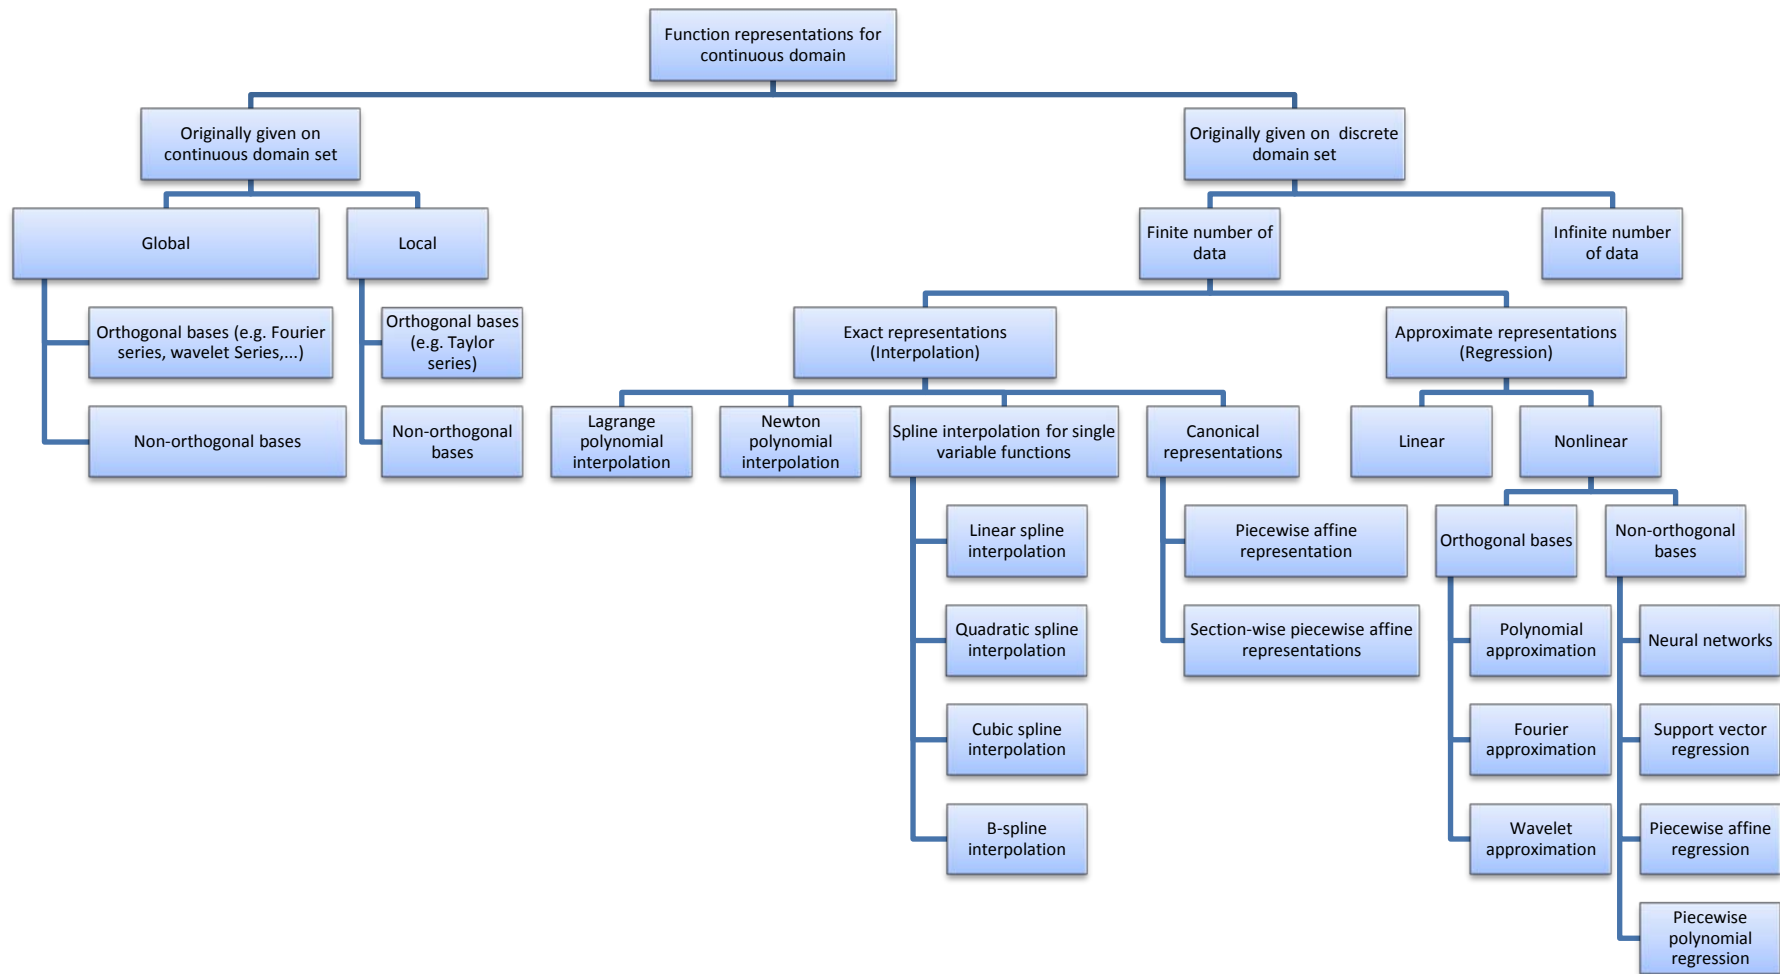 Function representations for
continuous domain
Originally given on
continuous domain set
Originally given on discrete
domain set
Global
Local
Finite number of
data
Infinite number
of data
Orthogonal bases (e.g. Fourier
series, wavelet Series,...)
Orthogonal bases
(e.g. Taylor
series)
Exact representations
(Interpolation)
Approximate representations
(Regression)
Non-orthogonal bases
Non-orthogonal
bases
Lagrange
polynomial
interpolation
Newton
polynomial
interpolation
Spline interpolation for single
variable functions
Canonical
representations
Linear
Nonlinear
Linear spline
interpolation
Piecewise affine
representation
Orthogonal bases
Non-orthogonal
bases
Quadratic spline
interpolation
Section-wise piecewise affine
representations
Polynomial
approximation
Neural networks
Cubic spline
interpolation
Fourier
approximation
Support vector
regression
B-spline
interpolation
Wavelet
approximation
Piecewise affine
regression
Piecewise
polynomial
regression